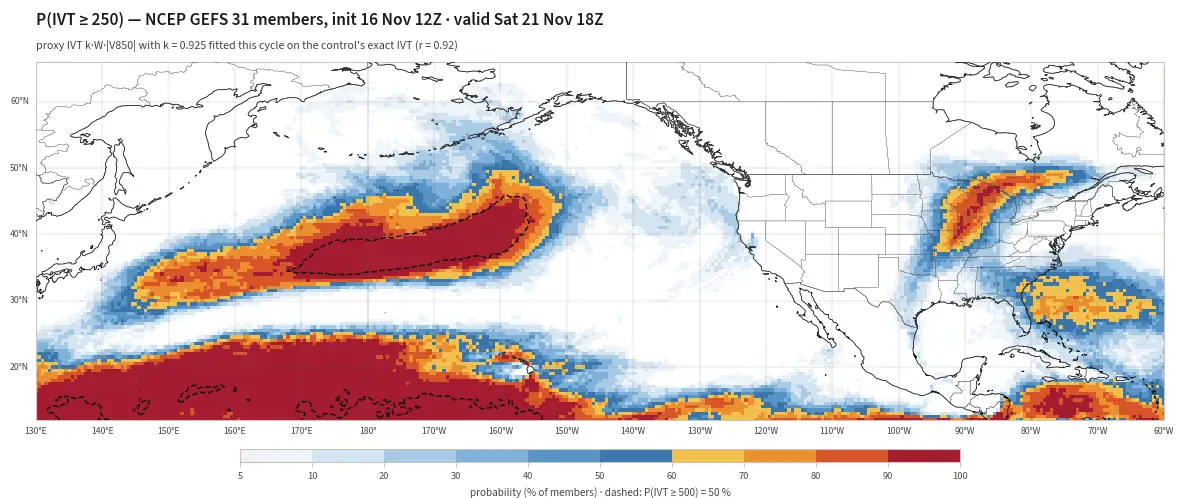 P(IVT ≥ 250) — NCEP GEFS 31 members, init 16 Nov 12Z · valid Sat 21 Nov 18Z
proxy IVT k·W·|V850| with k = 0.925 fitted this cycle on the control's exact IVT (r = 0.92)
60°N
50°N
40°N
30°N
20°N
130°E 140°E 150°E 160°E 170°E 180° 170°W 160°W 150°W 140°W 130°W 120°W 110°W 100°W 90°W 80°W 70°W 60°W
5 10 20 30 40 50 60 70 80 90 100
probability (% of members) · dashed: P(IVT ≥ 500) = 50 %